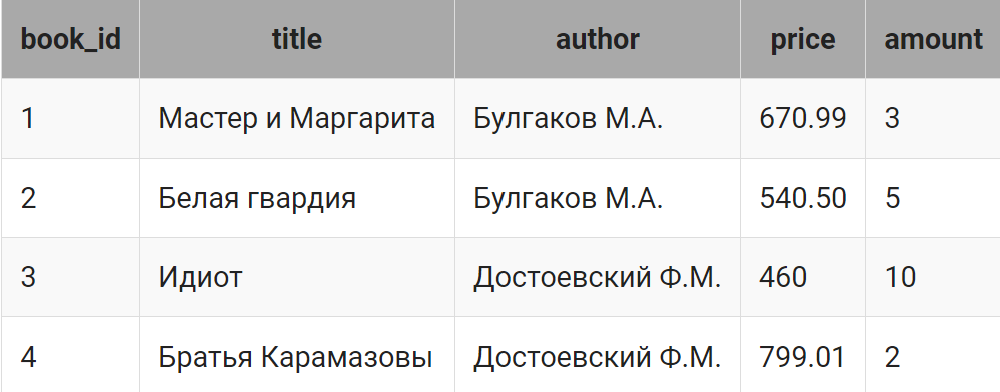 book_id title author price amount
1 Мастер и Маргарита Булгаков М.А. 670.99 3
2 Белая гвардия Булгаков М.А. 540.50 5
3 Идиот Достоевский Ф.М. 460 10
4 Братья Карамазовы Достоевский Ф.М. 799.01 2